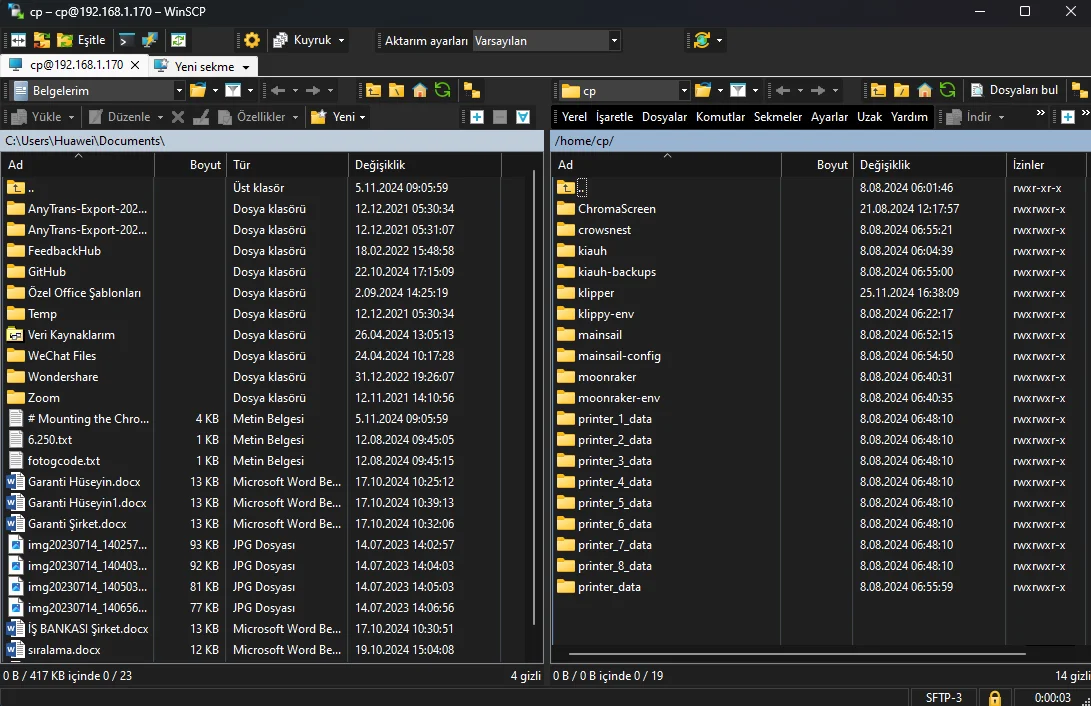 cp – cp@192.168.1.170 – WinSCP
Eşitle Kuyruk Aktarım ayarları Varsayılan
cp@192.168.1.170 Yeni sekme
Belgelerim cp Dosyaları bul
Yükle Düzenle Özellikler Yeni Yerel İşaretle Dosyalar Komutlar Sekmeler Ayarlar Uzak Yardım İndir
C:\Users\Huawei\Documents\
Ad Boyut Tür Değişiklik
.. Üst klasör 5.11.2024 09:05:59
AnyTrans-Export-202... Dosya klasörü 12.12.2021 05:30:34
AnyTrans-Export-202... Dosya klasörü 12.12.2021 05:31:07
FeedbackHub Dosya klasörü 18.02.2022 15:48:58
GitHub Dosya klasörü 22.10.2024 17:15:09
Özel Office Şablonları Dosya klasörü 2.09.2024 14:25:19
Temp Dosya klasörü 12.12.2021 05:30:34
Veri Kaynaklarım Dosya klasörü 26.04.2024 13:05:13
WeChat Files Dosya klasörü 24.04.2024 10:17:28
Wondershare Dosya klasörü 31.12.2022 19:26:07
Zoom Dosya klasörü 12.11.2021 14:10:56
# Mounting the Chro... 4 KB Metin Belgesi 5.11.2024 09:05:59
6.250.txt 1 KB Metin Belgesi 12.08.2024 09:45:05
fotogcode.txt 1 KB Metin Belgesi 12.08.2024 09:45:15
Garanti Hüseyin.docx 13 KB Microsoft Word Be... 17.10.2024 10:25:12
Garanti Hüseyin1.docx 13 KB Microsoft Word Be... 17.10.2024 10:39:13
Garanti Şirket.docx 13 KB Microsoft Word Be... 17.10.2024 10:32:06
img20230714_140257... 93 KB JPG Dosyası 14.07.2023 14:02:57
img20230714_140403... 92 KB JPG Dosyası 14.07.2023 14:04:03
img20230714_140503... 81 KB JPG Dosyası 14.07.2023 14:05:03
img20230714_140656... 77 KB JPG Dosyası 14.07.2023 14:06:56
İŞ BANKASI Şirket.docx 13 KB Microsoft Word Be... 17.10.2024 10:30:51
sıralama.docx 12 KB Microsoft Word Be... 19.10.2024 15:04:08
0 B / 417 KB içinde 0 / 23 4 gizli
/home/cp/
Ad Boyut Değişiklik İzinler
.. 8.08.2024 06:01:46 rwxr-xr-x
ChromaScreen 21.08.2024 12:17:57 rwxrwxr-x
crowsnest 8.08.2024 06:55:21 rwxrwxr-x
kiauh 8.08.2024 06:04:39 rwxrwxr-x
kiauh-backups 8.08.2024 06:55:00 rwxrwxr-x
klipper 25.11.2024 16:38:09 rwxrwxr-x
klippy-env 8.08.2024 06:22:17 rwxrwxr-x
mainsail 8.08.2024 06:52:15 rwxrwxr-x
mainsail-config 8.08.2024 06:54:50 rwxrwxr-x
moonraker 8.08.2024 06:40:31 rwxrwxr-x
moonraker-env 8.08.2024 06:40:35 rwxrwxr-x
printer_1_data 8.08.2024 06:48:10 rwxrwxr-x
printer_2_data 8.08.2024 06:48:10 rwxrwxr-x
printer_3_data 8.08.2024 06:48:10 rwxrwxr-x
printer_4_data 8.08.2024 06:48:10 rwxrwxr-x
printer_5_data 8.08.2024 06:48:10 rwxrwxr-x
printer_6_data 8.08.2024 06:48:10 rwxrwxr-x
printer_7_data 8.08.2024 06:48:10 rwxrwxr-x
printer_8_data 8.08.2024 06:48:10 rwxrwxr-x
printer_data 8.08.2024 06:55:59 rwxrwxr-x
0 B / 0 B içinde 0 / 19 14 gizli
SFTP-3 0:00:03